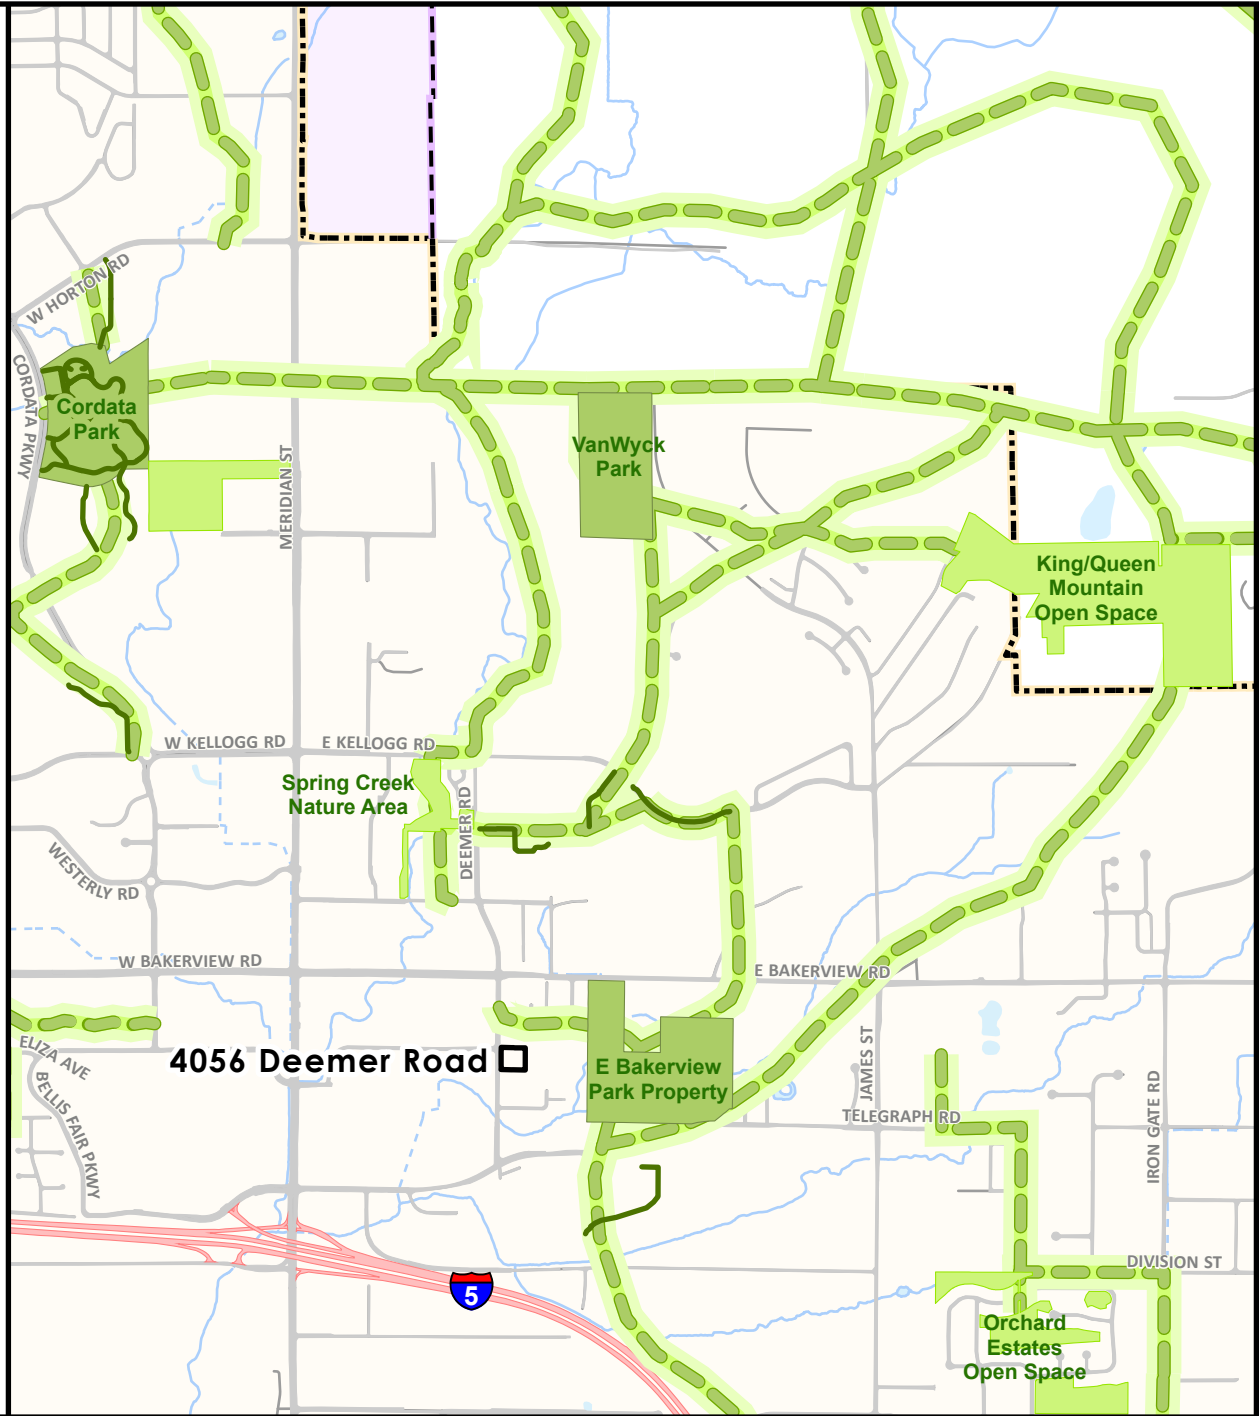 W HORTON RD
CORDATA PKWY
Cordata
Park
VanWyck
Park
MERIDIAN ST
King/Queen
Mountain
Open Space
W KELLOGG RD
E KELLOGG RD
Spring Creek
Nature Area
DEEMER RD
WESTERLY RD
W BAKERVIEW RD
E BAKERVIEW RD
ELIZA AVE
4056 Deemer Road
E Bakerview
Park Property
JAMES ST
BELLIS FAIR PKWY
TELEGRAPH RD
IRON GATE RD
DIVISION ST
5
Orchard
Estates
Open Space